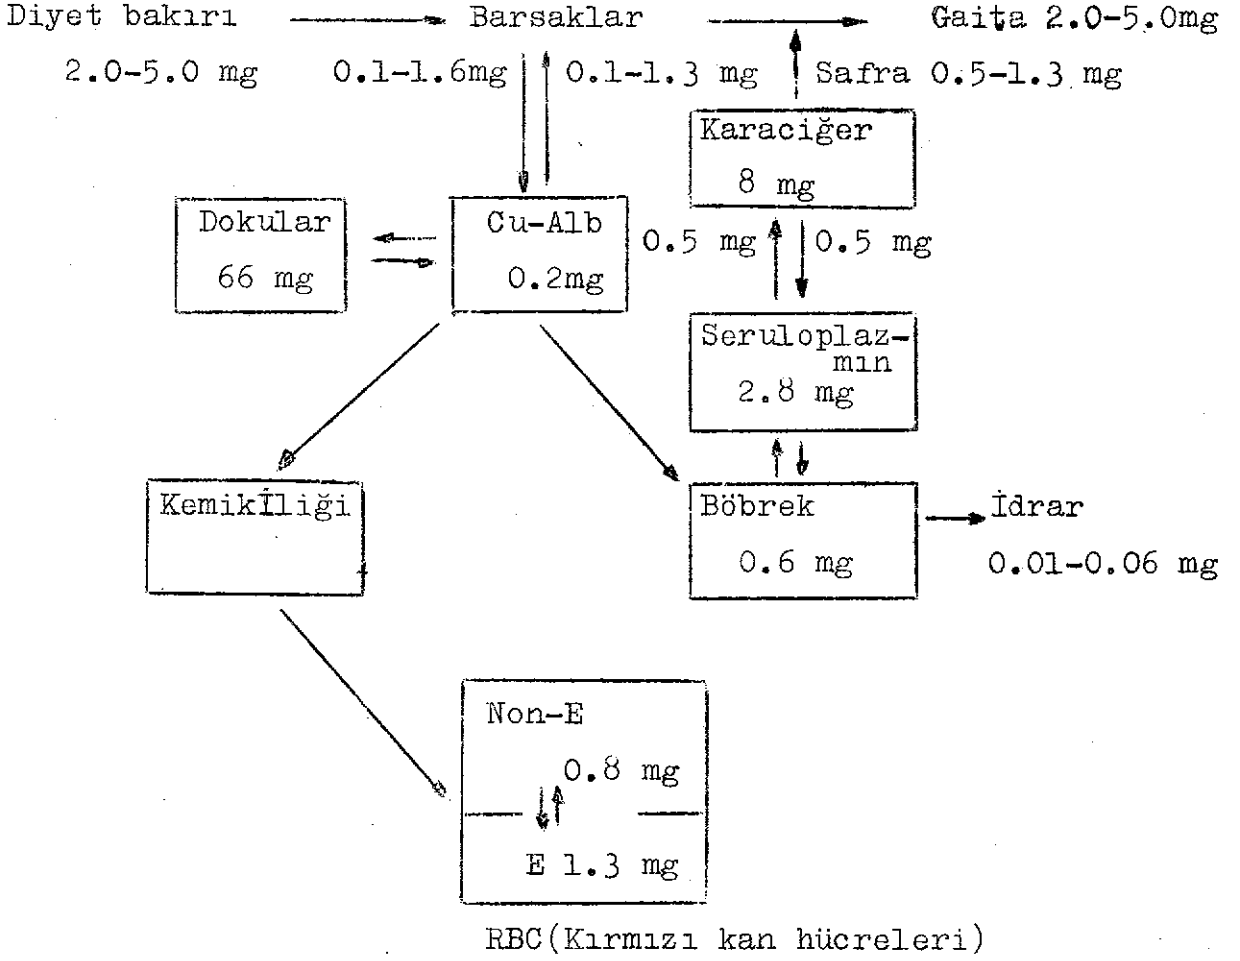 Diyet bakırı Barsaklar Gaita 2.0-5.0mg
2.0-5.0 mg 0.1-1.6mg 0.1-1.3 mg Safra 0.5-1.3 mg
Karaciğer
8 mg
Dokular
66 mg
Cu-Alb
0.2mg
0.5 mg 0.5 mg
Seruloplaz-
mın
2.8 mg
Kemikİliği
Böbrek
0.6 mg
İdrar
0.01-0.06 mg
Non-E
0.8 mg
E 1.3 mg
RBC(Kırmızı kan hücreleri)